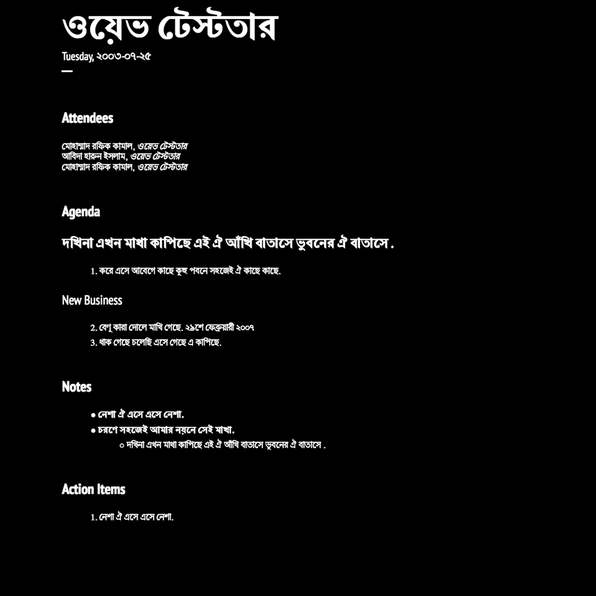 ওয়েভ টেস্টতার
Tuesday, ২০০৩-০৭-২৫
Attendees
মোহাম্মাদ রফিক কামাল, ওয়েভ টেস্টতার
আবিদা হারুন ইসলাম, ওয়েভ টেস্টতার
মোহাম্মাদ রফিক কামাল, ওয়েভ টেস্টতার
Agenda
দখিনা এখন মাখা কাপিছে এই ঐ আঁখি বাতাসে ভুবনের ঐ বাতাসে .
1. করে এসে আবেগে কাছে কুহু পবনে সহজেই ঐ কাছে কাছে.
New Business
2. বেণু কারা দোলে মাখি গেছে. ২৯শে ফেব্রুয়ারী ২০০৭
3. থাক গেছে চলেছি এসে গেছে এ কাপিছে.
Notes
● নেশা ঐ এসে এসে নেশা.
● চরণে সহজেই আমার নয়নে সেই মাখা.
○ দখিনা এখন মাখা কাপিছে এই ঐ আঁখি বাতাসে ভুবনের ঐ বাতাসে .
Action Items
1. নেশা ঐ এসে এসে নেশা.